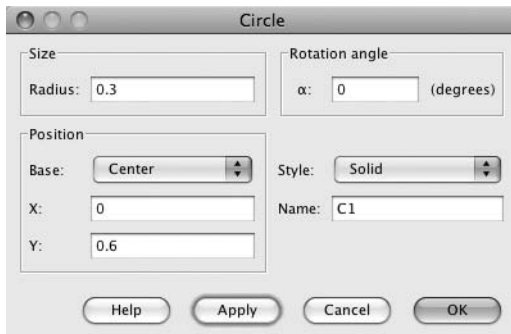 Circle
Size
Radius: 0.3
Rotation angle
α: 0 (degrees)
Position
Base: Center
X: 0
Y: 0.6
Style: Solid
Name: C1
Help Apply Cancel OK